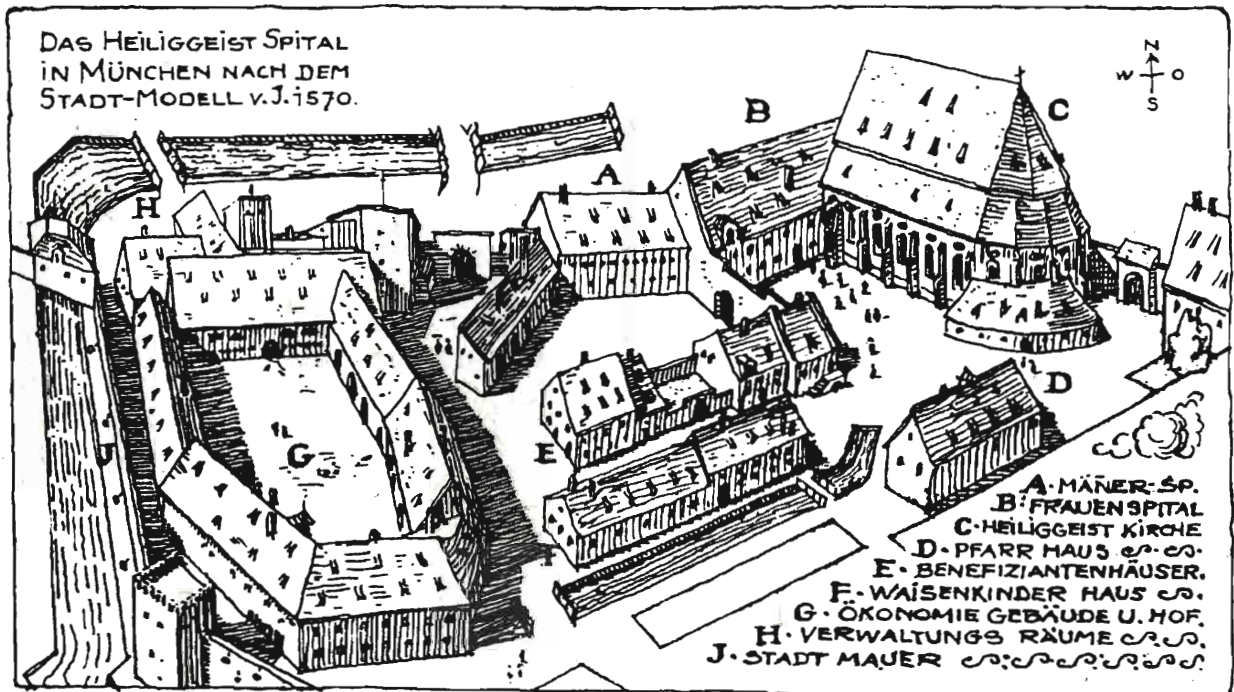 DAS HEILIGGEIST SPITAL
IN MÜNCHEN NACH DEM
STADT-MODELL V.J.1570.
N
W O
S
B
C
A
H
D
E
J
G
F
A. MÄÑER-SP.
B. FRAUENSPITAL
C. HEILIGGEIST KIRCHE
D. PFARR HAUS
E. BENEFIZIANTENHÄUSER.
F. WAISENKINDER HAUS
G. ÖKONOMIE GEBÄUDE U. HOF.
H. VERWALTUNGS RÄUME
J. STADT MAUER